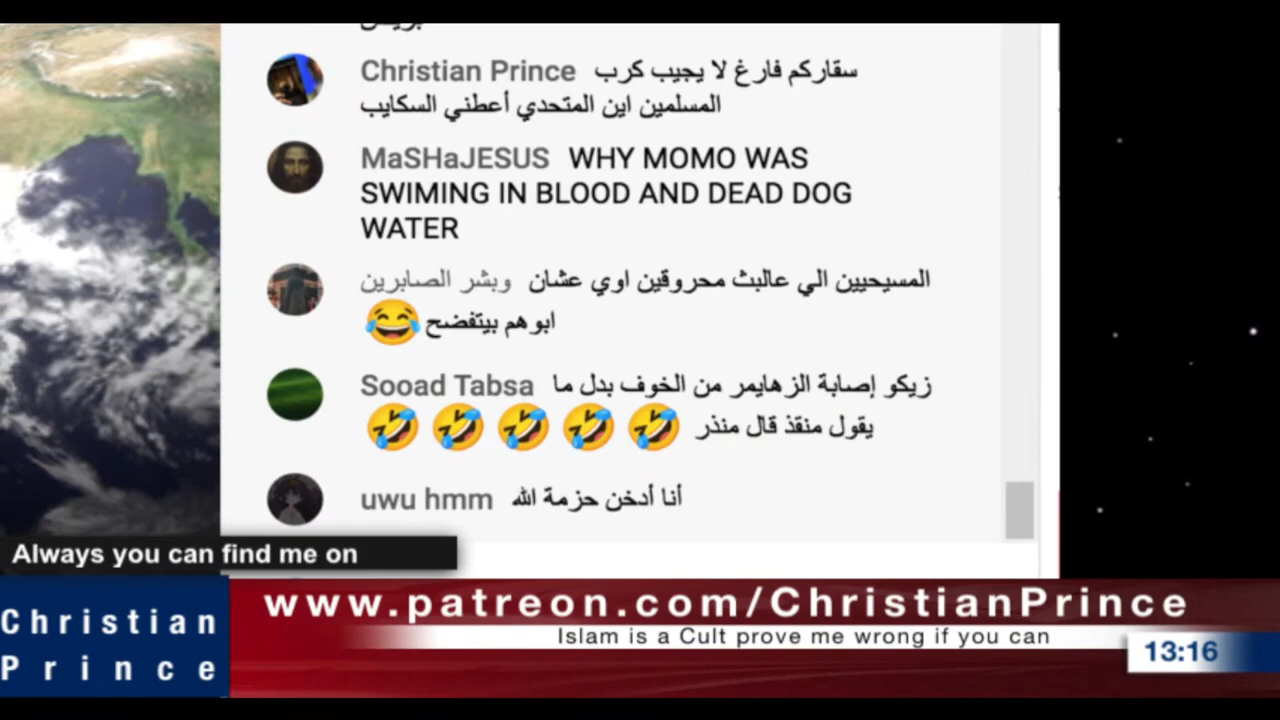 Christian Prince سقاركم فارغ لا يجيب كرب
المسلمين اين المتحدي أعطني السكايب
MaSHaJESUS WHY MOMO WAS
SWIMING IN BLOOD AND DEAD DOG
WATER
وبشر الصابرين المسيحيين الي عالبث محروقين اوي عشان
ابوهم بيتفضح 😂
Sooad Tabsa زيكو إصابة الزهايمر من الخوف بدل ما
يقول منقذ قال منذر 🤣 🤣 🤣 🤣 🤣
uwu hmm أنا أدخن حزمة الله
Always you can find me on
Christian
Prince
www.patreon.com/ChristianPrince
Islam is a Cult prove me wrong if you can
13:16